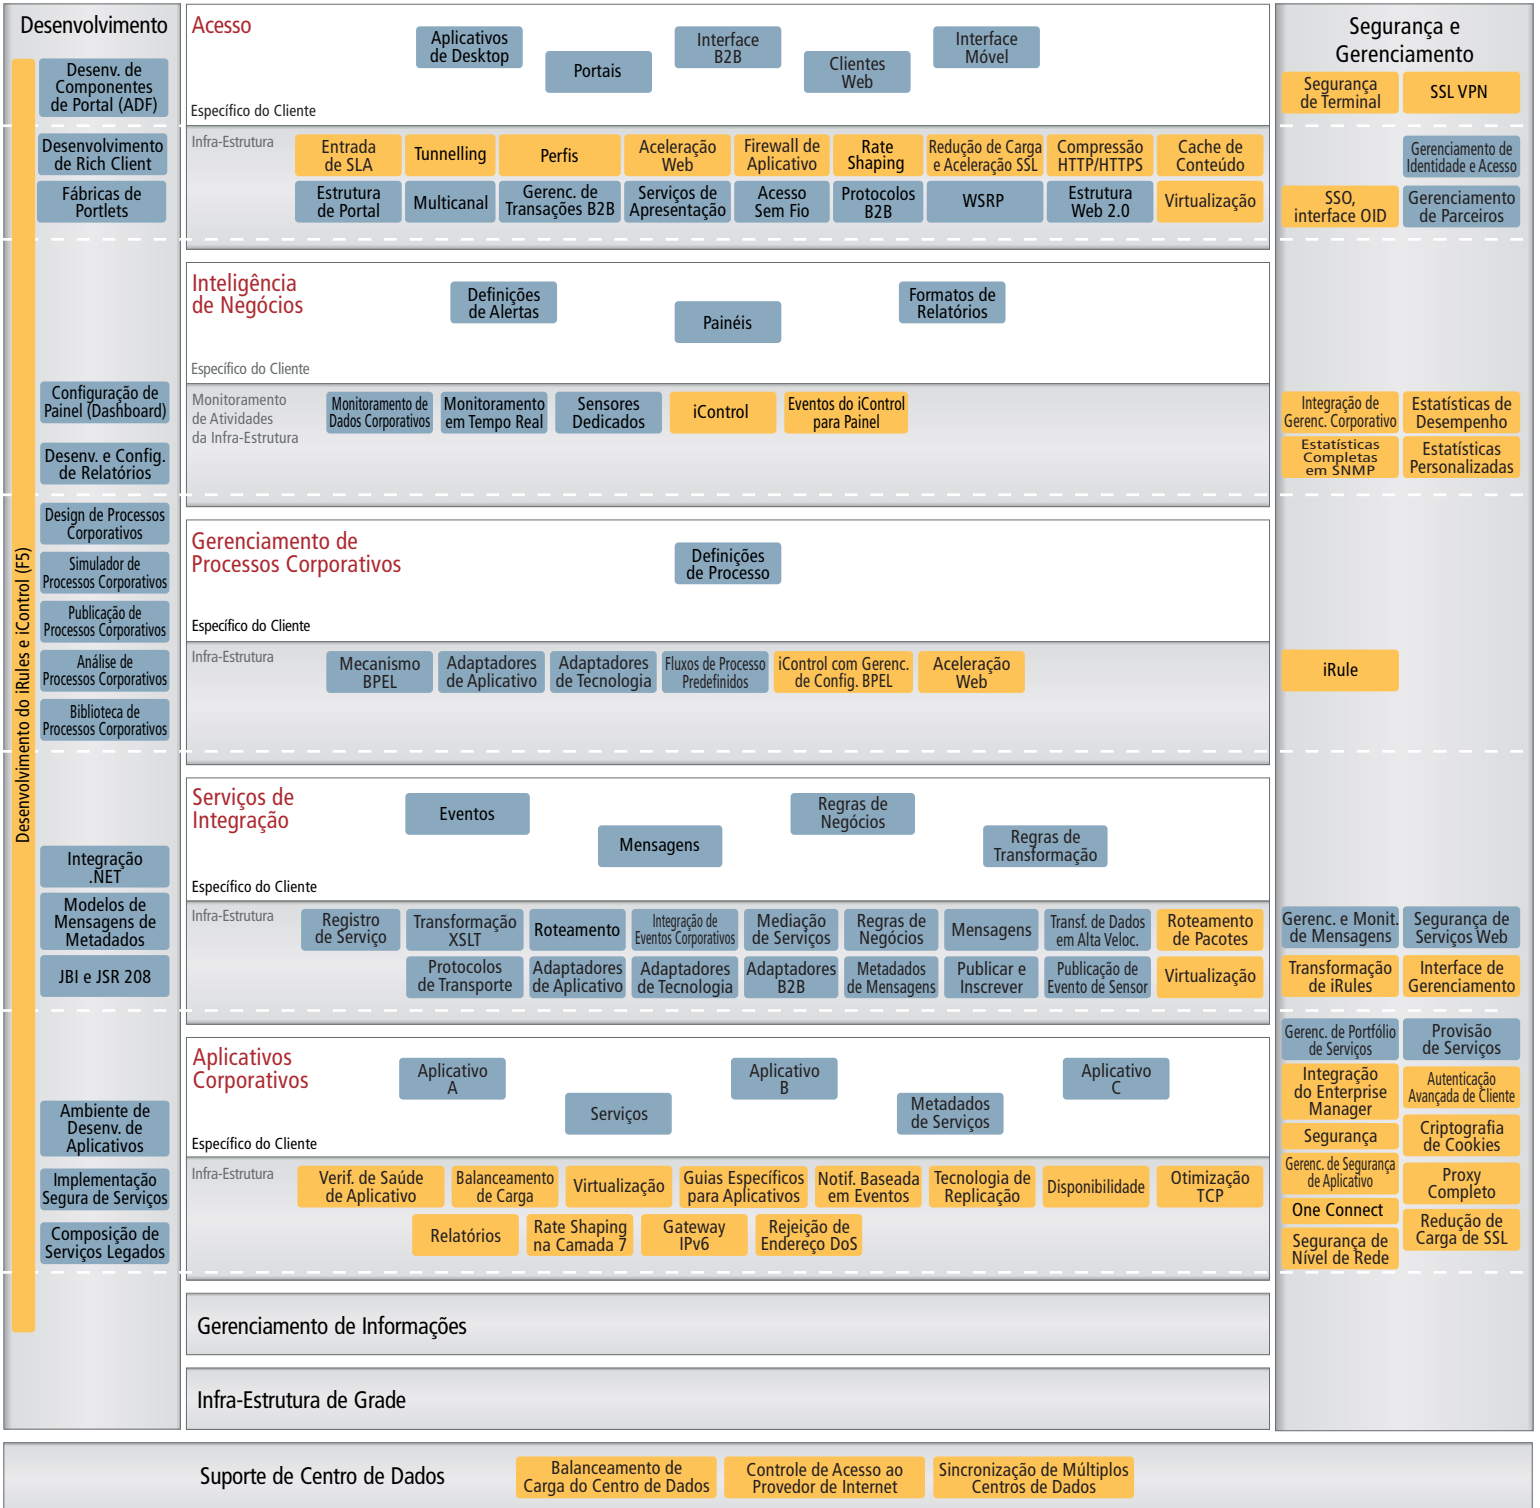 Desenvolvimento
Desenvolvimento do iRules e iControl (F5)
Desenv. de
Componentes
de Portal (ADF)
Desenvolvimento
de Rich Client
Fábricas de
Portlets
Configuração de
Painel (Dashboard)
Desenv. e Config.
de Relatórios
Design de Processos
Corporativos
Simulador de
Processos Corporativos
Publicação de
Processos Corporativos
Análise de
Processos Corporativos
Biblioteca de
Processos Corporativos
Integração
.NET
Modelos de
Mensagens de
Metadados
JBI e JSR 208
Ambiente de
Desenv. de
Aplicativos
Implementação
Segura de Serviços
Composição de
Serviços Legados
Acesso
Aplicativos
de Desktop
Portais
Interface
B2B
Clientes
Web
Interface
Móvel
Específico do Cliente
Infra-Estrutura
Entrada
de SLA
Tunnelling
Perfis
Aceleração
Web
Firewall de
Aplicativo
Rate
Shaping
Redução de Carga
e Aceleração SSL
Compressão
HTTP/HTTPS
Cache de
Conteúdo
Estrutura
de Portal
Multicanal
Gerenc. de
Transações B2B
Serviços de
Apresentação
Acesso
Sem Fio
Protocolos
B2B
WSRP
Estrutura
Web 2.0
Virtualização
Inteligência
de Negócios
Definições
de Alertas
Painéis
Formatos de
Relatórios
Específico do Cliente
Monitoramento
de Atividades
da Infra-Estrutura
Monitoramento de
Dados Corporativos
Monitoramento
em Tempo Real
Sensores
Dedicados
iControl
Eventos do iControl
para Painel
Gerenciamento de
Processos Corporativos
Definições
de Processo
Específico do Cliente
Infra-Estrutura
Mecanismo
BPEL
Adaptadores
de Aplicativo
Adaptadores
de Tecnologia
Fluxos de Processo
Predefinidos
iControl com Gerenc.
de Config. BPEL
Aceleração
Web
Serviços de
Integração
Eventos
Mensagens
Regras de
Negócios
Regras de
Transformação
Específico do Cliente
Infra-Estrutura
Registro
de Serviço
Transformação
XSLT
Roteamento
Integração de
Eventos Corporativos
Mediação
de Serviços
Regras de
Negócios
Mensagens
Transf. de Dados
em Alta Veloc.
Roteamento
de Pacotes
Protocolos
de Transporte
Adaptadores
de Aplicativo
Adaptadores
de Tecnologia
Adaptadores
B2B
Metadados
de Mensagens
Publicar e
Inscrever
Publicação de
Evento de Sensor
Virtualização
Aplicativos
Corporativos
Aplicativo
A
Serviços
Aplicativo
B
Metadados
de Serviços
Aplicativo
C
Específico do Cliente
Infra-Estrutura
Verif. de Saúde
de Aplicativo
Balanceamento
de Carga
Virtualização
Guias Específicos
para Aplicativos
Notif. Baseada
em Eventos
Tecnologia de
Replicação
Disponibilidade
Otimização
TCP
Relatórios
Rate Shaping
na Camada 7
Gateway
IPv6
Rejeição de
Endereço DoS
Gerenciamento de Informações
Infra-Estrutura de Grade
Segurança e
Gerenciamento
Segurança
de Terminal
SSL VPN
Gerenciamento de
Identidade e Acesso
SSO,
interface OID
Gerenciamento
de Parceiros
Integração de
Gerenc. Corporativo
Estatísticas de
Desempenho
Estatísticas
Completas
em SNMP
Estatísticas
Personalizadas
iRule
Gerenc. e Monit.
de Mensagens
Segurança de
Serviços Web
Transformação
de iRules
Interface de
Gerenciamento
Gerenc. de Portfólio
de Serviços
Provisão
de Serviços
Integração
do Enterprise
Manager
Autenticação
Avançada de Cliente
Segurança
Criptografia
de Cookies
Gerenc. de Segurança
de Aplicativo
Proxy
Completo
One Connect
Redução de
Carga de SSL
Segurança de
Nível de Rede
Suporte de Centro de Dados
Balanceamento de
Carga do Centro de Dados
Controle de Acesso ao
Provedor de Internet
Sincronização de Múltiplos
Centros de Dados